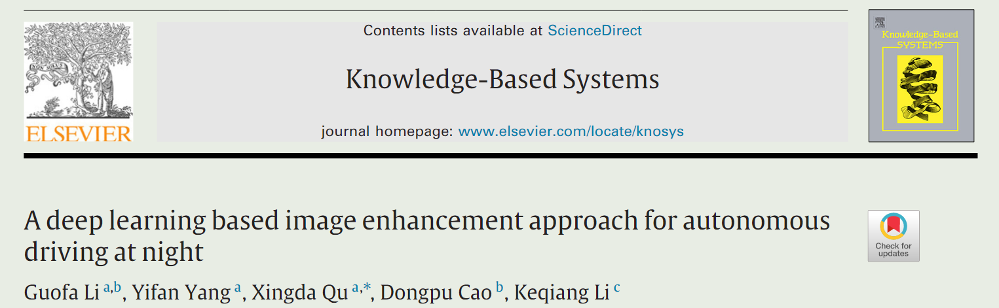 Contents lists available at ScienceDirect
Knowledge-Based Systems
journal homepage: www.elsevier.com/locate/knosys
ELSEVIER
Knowledge-Based
SYSTEMS
A deep learning based image enhancement approach for autonomous
driving at night
Check for
updates
Guofa Li a,b, Yifan Yang a, Xingda Qu a,*, Dongpu Cao b, Keqiang Li c